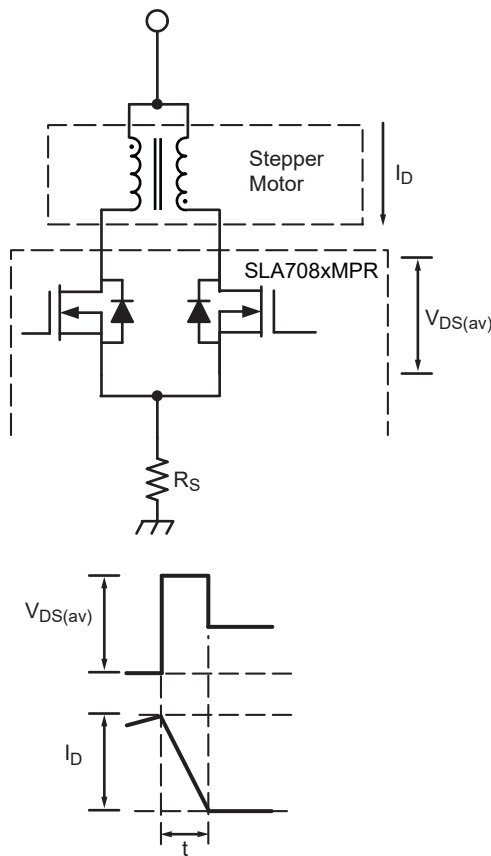 Stepper
Motor
I_D
SLA708xMPR
V_DS(av)
R_S
V_DS(av)
I_D
t